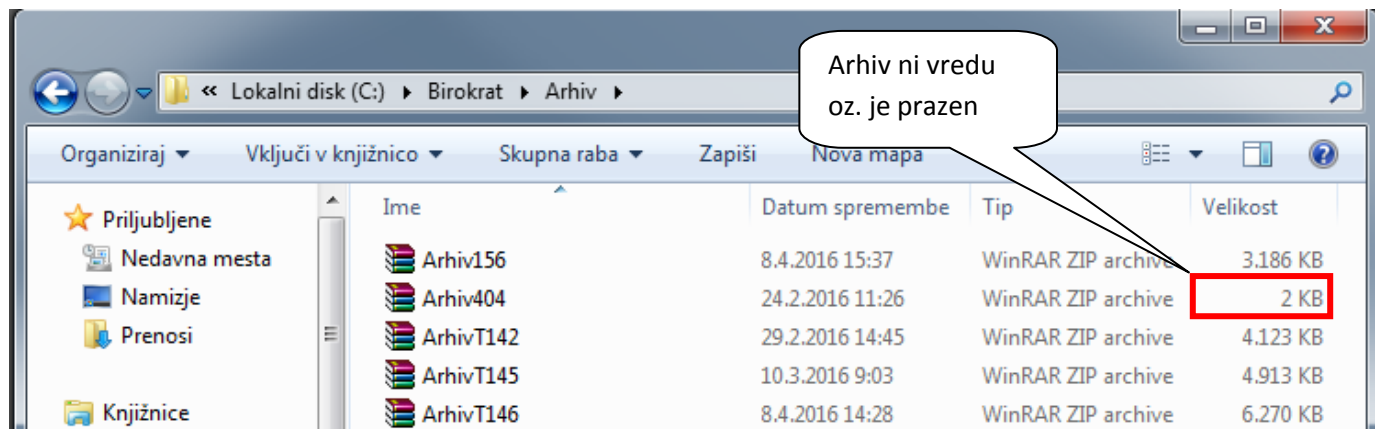 Arhiv ni vredu
oz. je prazen
« Lokalni disk (C:) ▸ Birokrat ▸ Arhiv ▸
Organiziraj Vključi v knjižnico Skupna raba Zapiši Nova mapa
Priljubljene
Nedavna mesta
Namizje
Prenosi
Knjižnice
Ime Datum spremembe Tip Velikost
Arhiv156 8.4.2016 15:37 WinRAR ZIP archive 3.186 KB
Arhiv404 24.2.2016 11:26 WinRAR ZIP archive 2 KB
ArhivT142 29.2.2016 14:45 WinRAR ZIP archive 4.123 KB
ArhivT145 10.3.2016 9:03 WinRAR ZIP archive 4.913 KB
ArhivT146 8.4.2016 14:28 WinRAR ZIP archive 6.270 KB